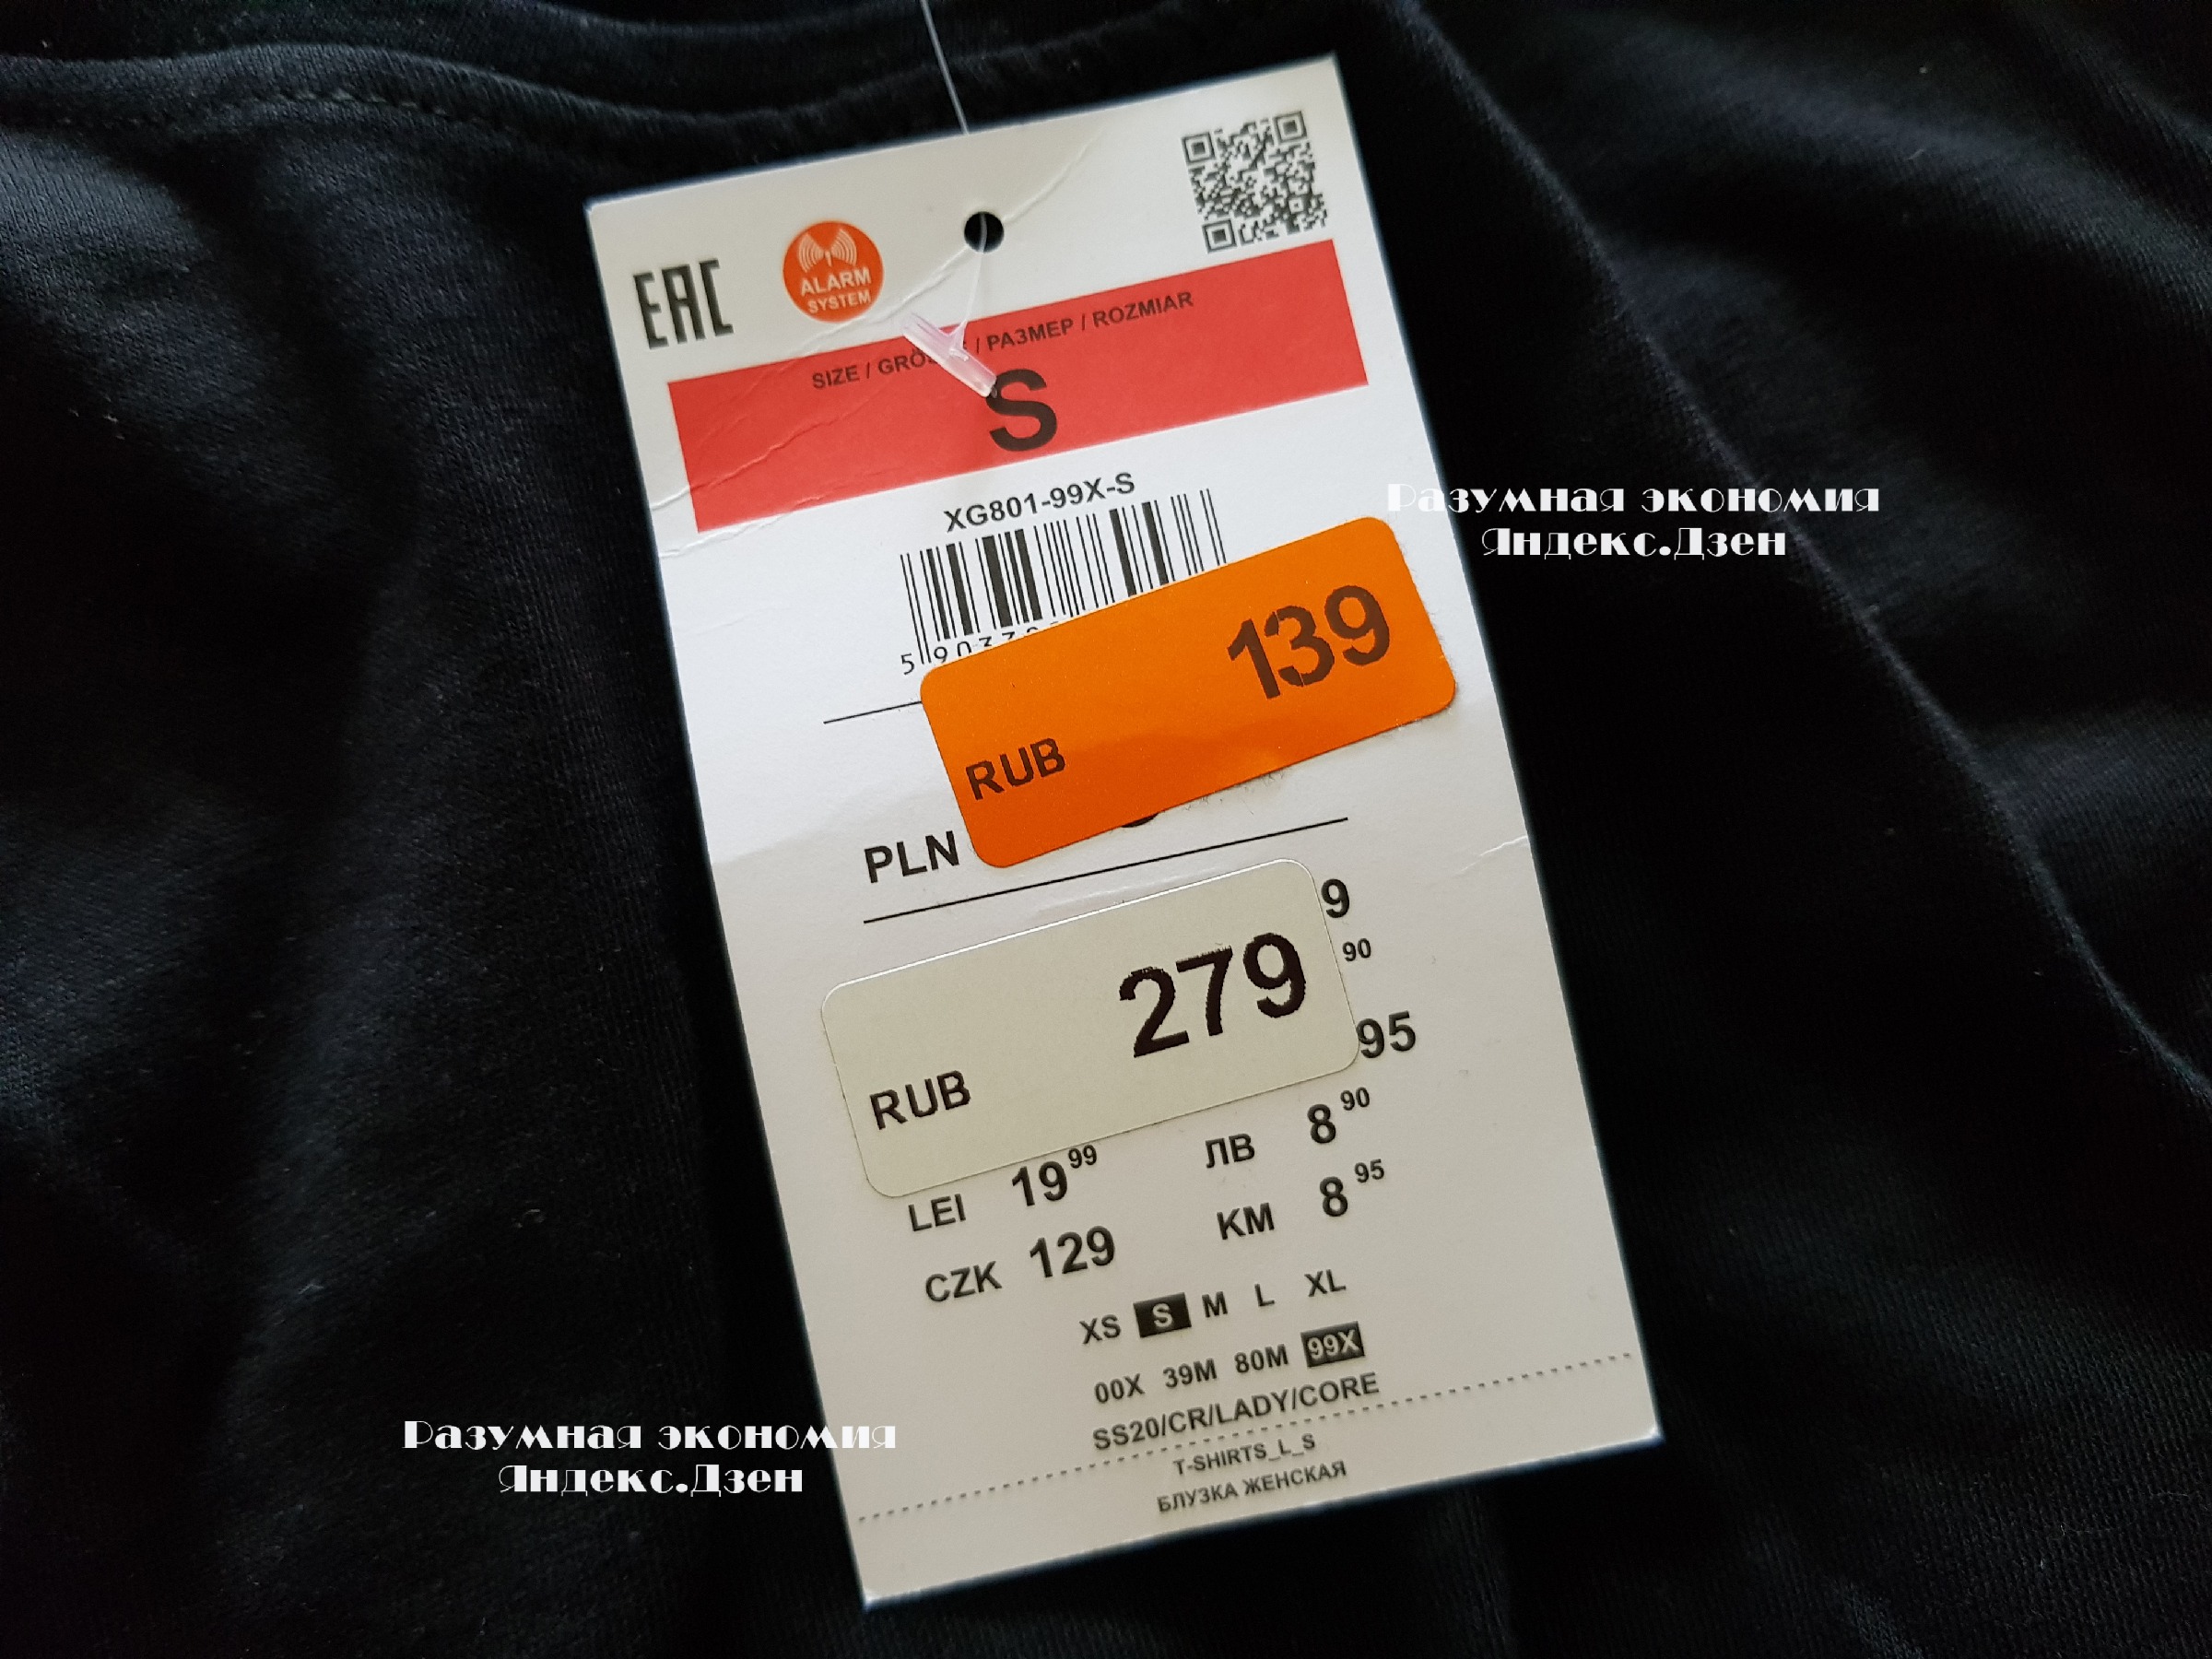 EAC
ALARM
SYSTEM
SIZE / / РАЗМЕР / ROZMIAR
S
XG801-99X-S
Разумная экономия
Яндекс.Дзен
139
RUB
PLN
9
90
279
RUB
95
LEI 19 99 ЛВ 8 90
CZK 129 KM 8 95
XS S M L XL
00X 39M 80M 99X
SS20/CR/LADY/CORE
T-SHIRTS_L_S
БЛУЗКА ЖЕНСКАЯ
Разумная экономия
Яндекс.Дзен